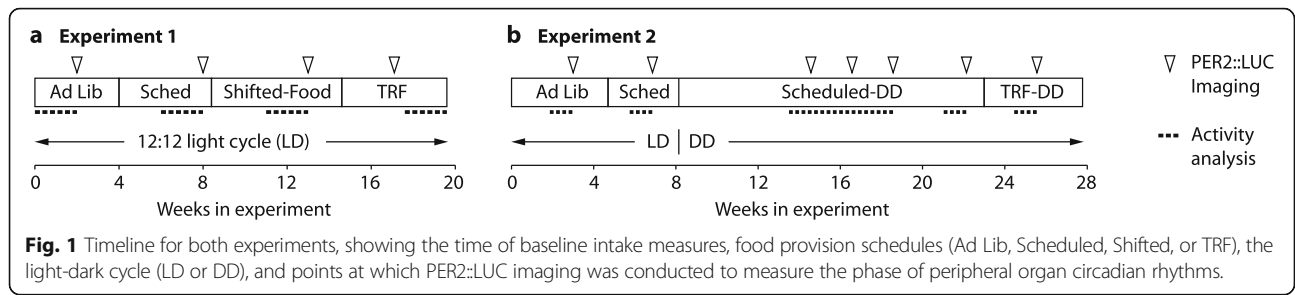 a Experiment 1
Ad Lib Sched Shifted-Food TRF
12:12 light cycle (LD)
0 4 8 12 16 20
Weeks in experiment
b Experiment 2
Ad Lib Sched Scheduled-DD TRF-DD
LD DD
0 4 8 12 16 20 24 28
Weeks in experiment
PER2::LUC
Imaging
Activity
analysis
Fig. 1 Timeline for both experiments, showing the time of baseline intake measures, food provision schedules (Ad Lib, Scheduled, Shifted, or TRF), the
light-dark cycle (LD or DD), and points at which PER2::LUC imaging was conducted to measure the phase of peripheral organ circadian rhythms.